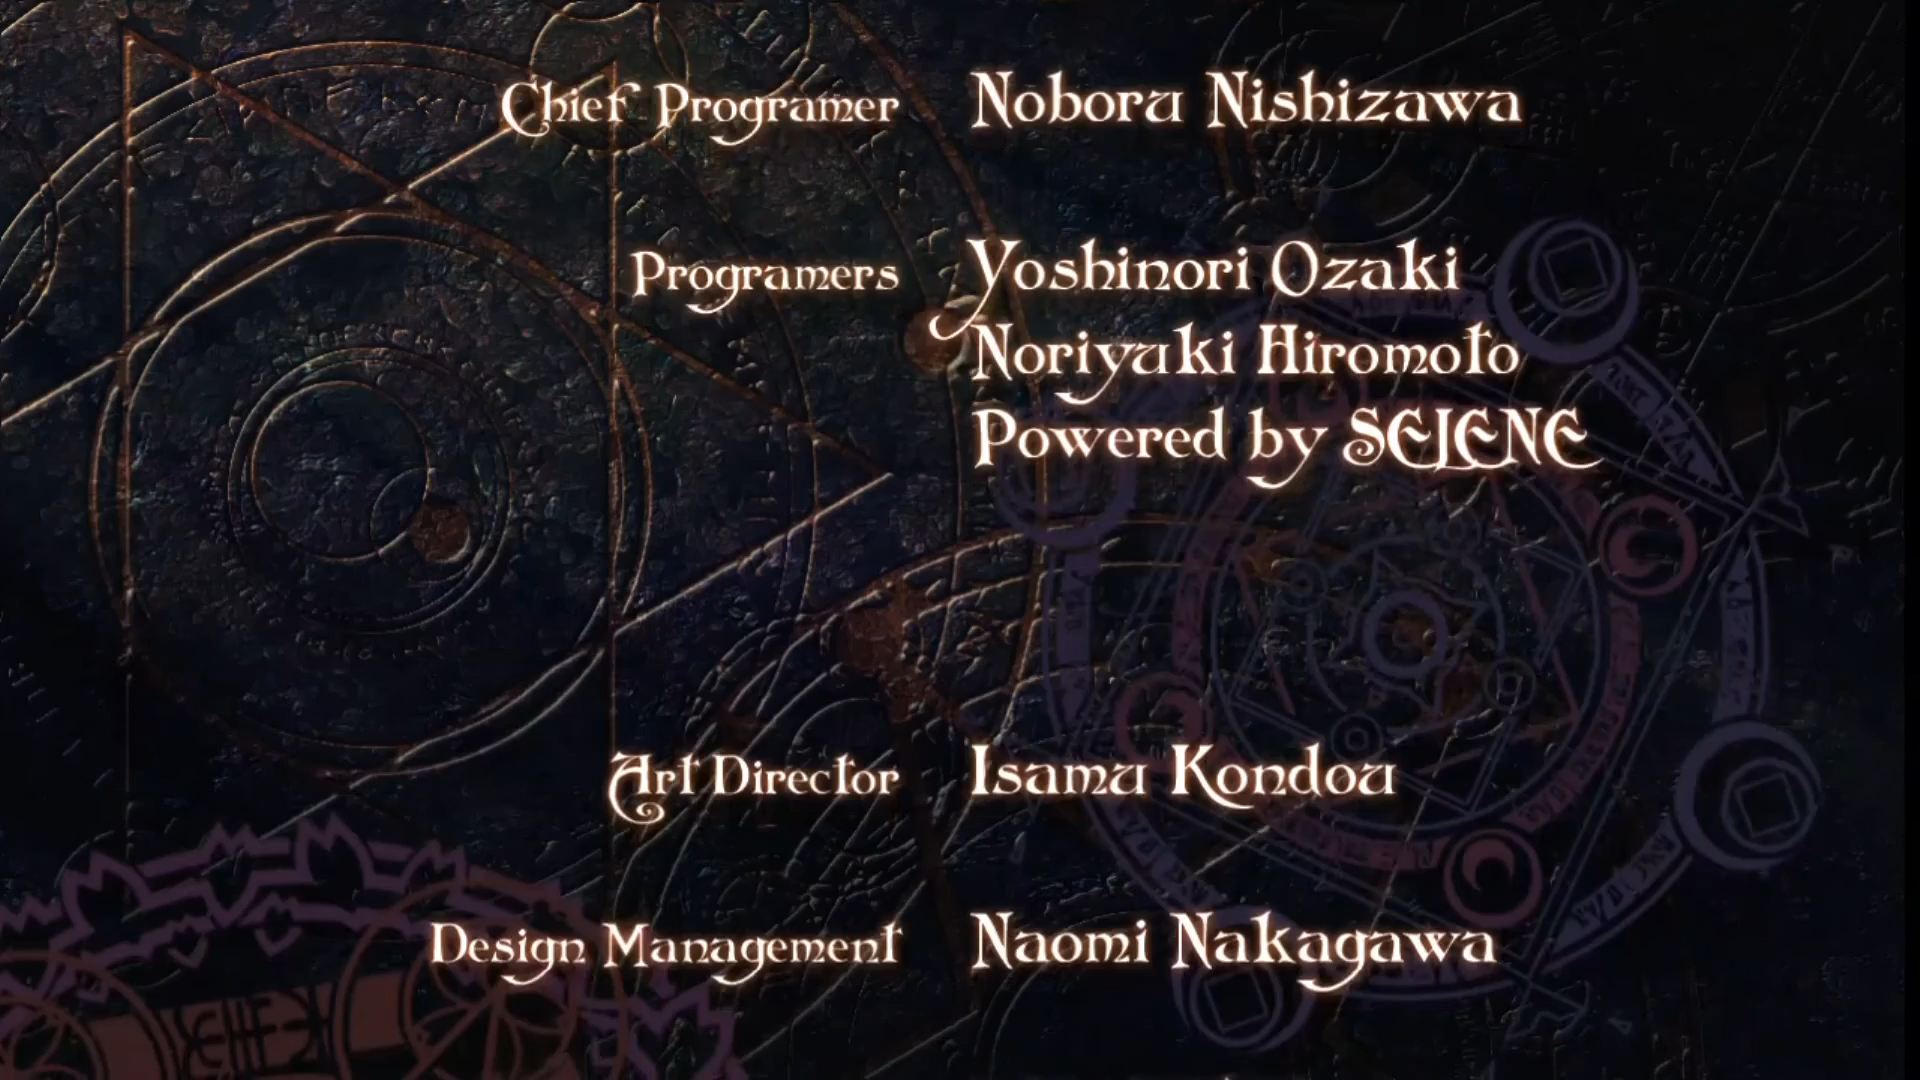 Chief Programer Noboru Nishizawa
Programers Yoshinori Ozaki
Noriyuki Hiromoto
Powered by SELENE
Art Director Isamu Kondou
Design Management Naomi Nakagawa